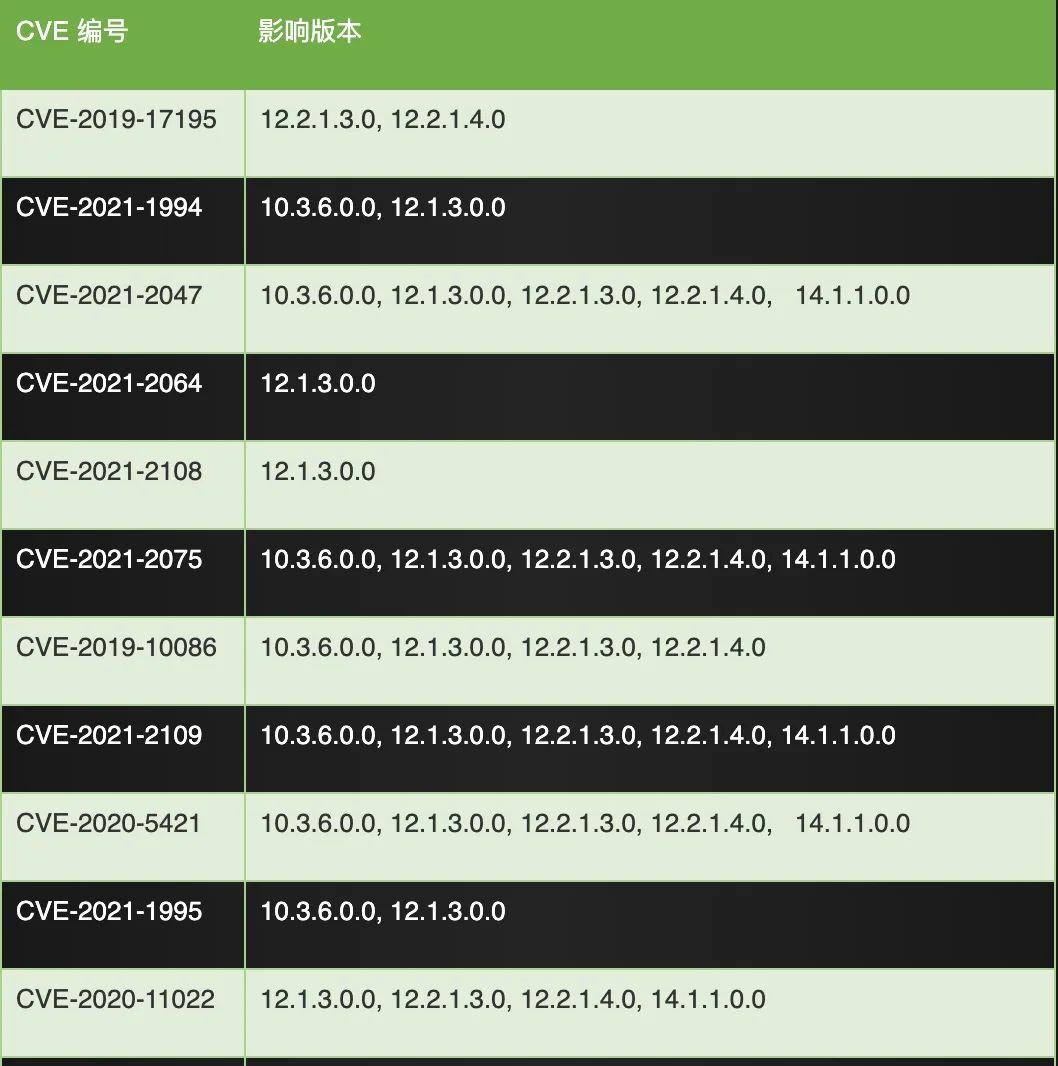 CVE 编号 影响版本
CVE-2019-17195 12.2.1.3.0, 12.2.1.4.0
CVE-2021-1994 10.3.6.0.0, 12.1.3.0.0
CVE-2021-2047 10.3.6.0.0, 12.1.3.0.0, 12.2.1.3.0, 12.2.1.4.0, 14.1.1.0.0
CVE-2021-2064 12.1.3.0.0
CVE-2021-2108 12.1.3.0.0
CVE-2021-2075 10.3.6.0.0, 12.1.3.0.0, 12.2.1.3.0, 12.2.1.4.0, 14.1.1.0.0
CVE-2019-10086 10.3.6.0.0, 12.1.3.0.0, 12.2.1.3.0, 12.2.1.4.0
CVE-2021-2109 10.3.6.0.0, 12.1.3.0.0, 12.2.1.3.0, 12.2.1.4.0, 14.1.1.0.0
CVE-2020-5421 10.3.6.0.0, 12.1.3.0.0, 12.2.1.3.0, 12.2.1.4.0, 14.1.1.0.0
CVE-2021-1995 10.3.6.0.0, 12.1.3.0.0
CVE-2020-11022 12.1.3.0.0, 12.2.1.3.0, 12.2.1.4.0, 14.1.1.0.0